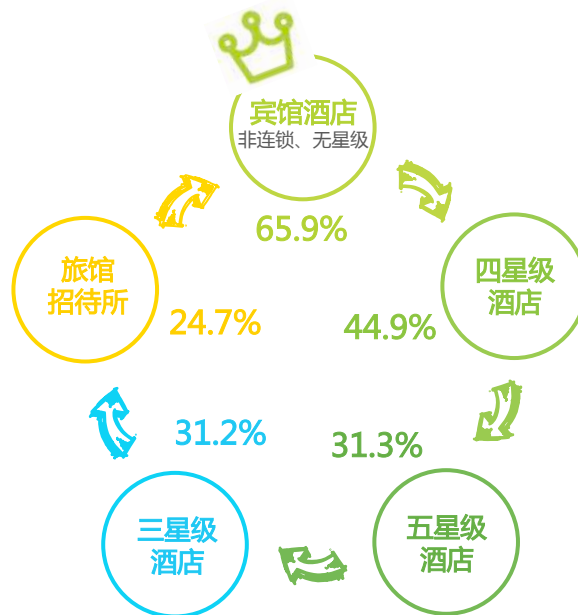 宾馆酒店
非连锁、无星级
65.9%
四星级
酒店
44.9%
五星级
酒店
31.3%
三星级
酒店
31.2%
旅馆
招待所
24.7%